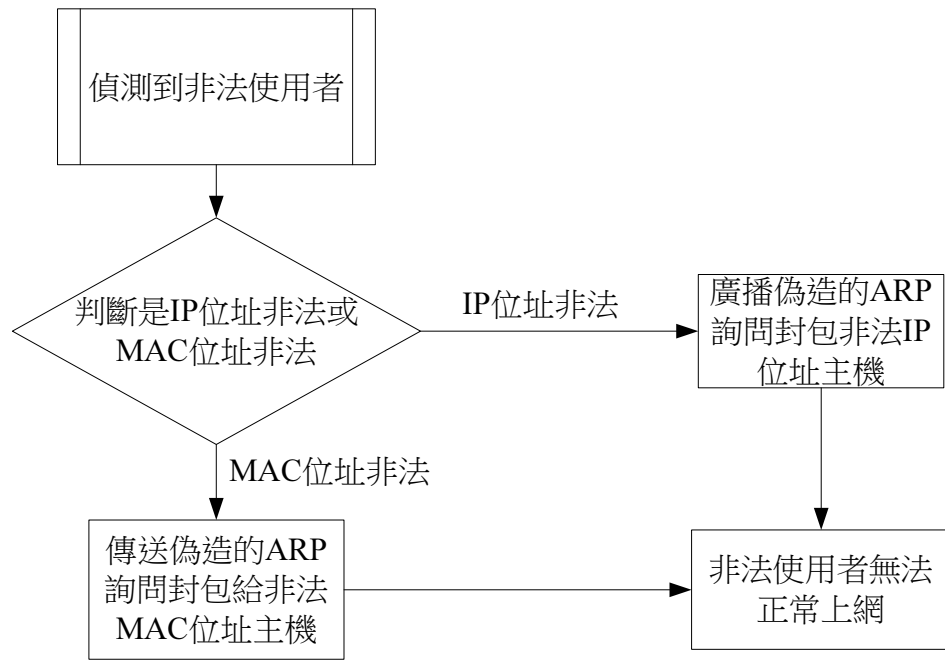 偵測到非法使用者
判斷是IP位址非法或
MAC位址非法
IP位址非法
廣播偽造的ARP
詢問封包非法IP
位址主機
MAC位址非法
傳送偽造的ARP
詢問封包給非法
MAC位址主機
非法使用者無法
正常上網